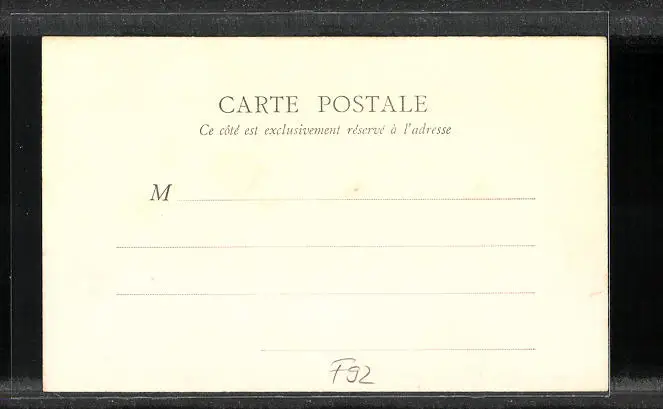 CARTE POSTALE
Ce côté est exclusivement réservé à l'adresse
M
F92